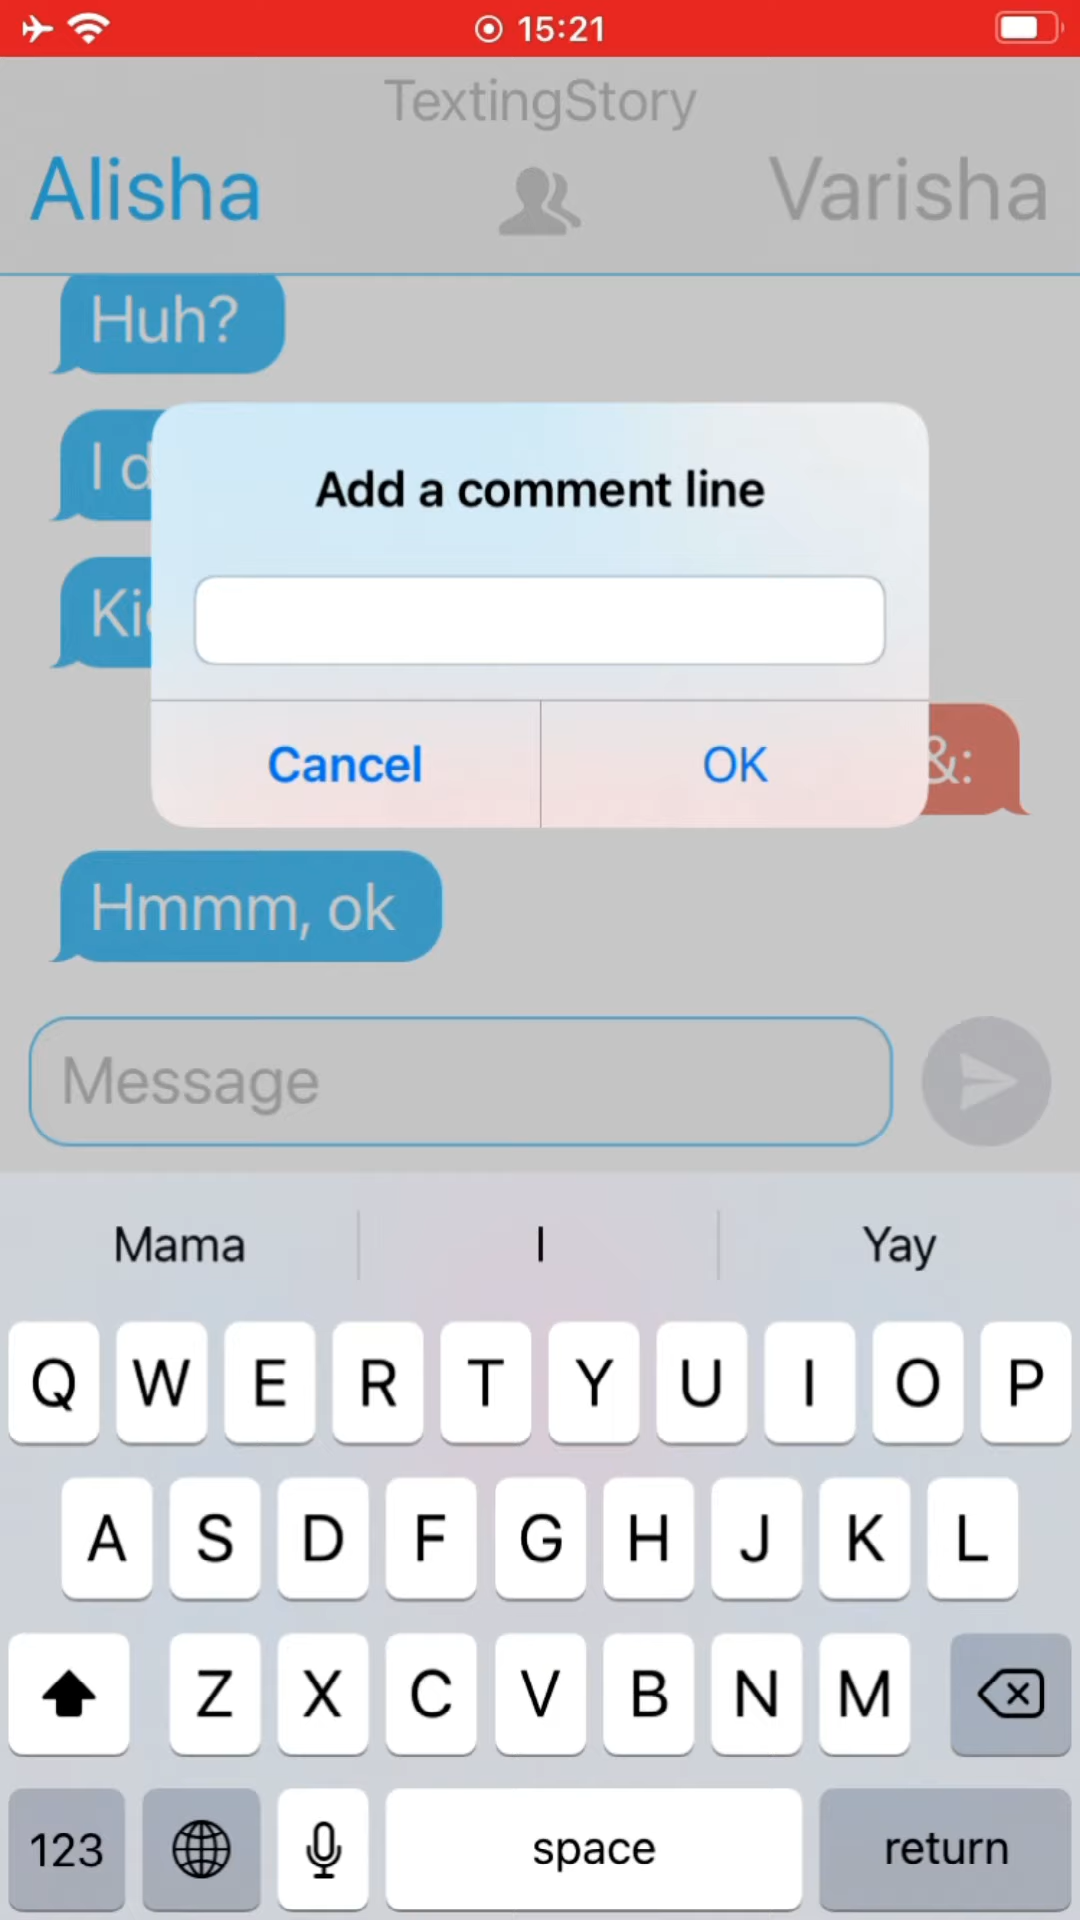 15:21
TextingStory
Alisha
Varisha
Huh?
I d
Add a comment line
Cancel
OK
&:
Hmmm, ok
Message
Mama
I
Yay
Q W E R T Y U I O P
A S D F G H J K L
Z X C V B N M
123
space
return